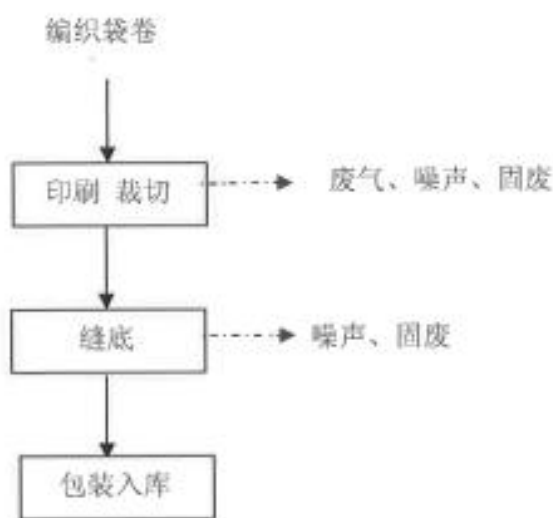 编织袋卷
印刷 裁切
废气、噪声、固废
缝底
噪声、固废
包装入库